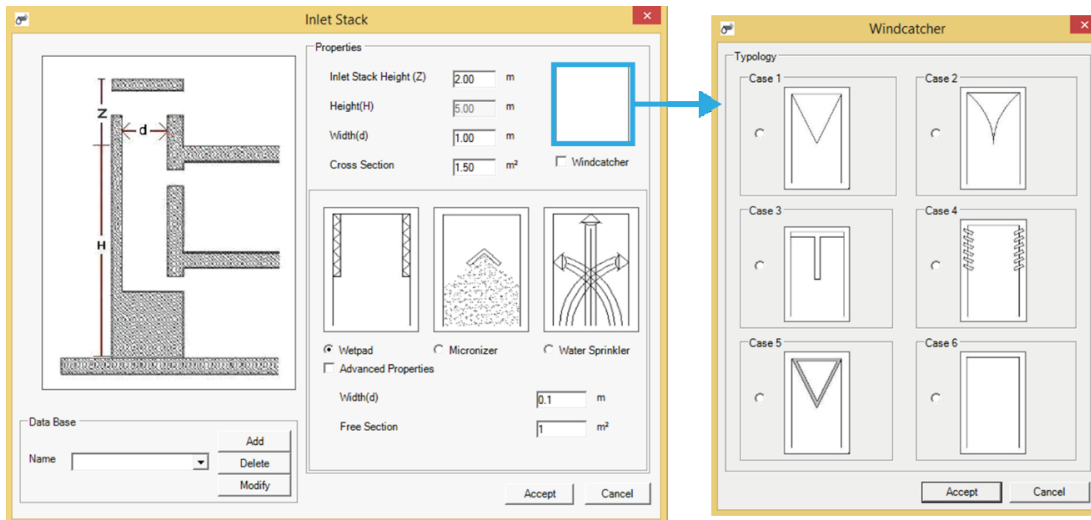 Inlet Stack
Z
d
H
Data Base
Name
Add
Delete
Modify
Properties
Inlet Stack Height (Z) 2.00 m
Height(H) 5.00 m
Width(d) 1.00 m
Cross Section 1.50 m²
Windcatcher
Wetpad Micronizer Water Sprinkler
Advanced Properties
Width(d) 0.1 m
Free Section 1 m²
Accept Cancel
Windcatcher
Typology
Case 1 Case 2
Case 3 Case 4
Case 5 Case 6
Accept Cancel